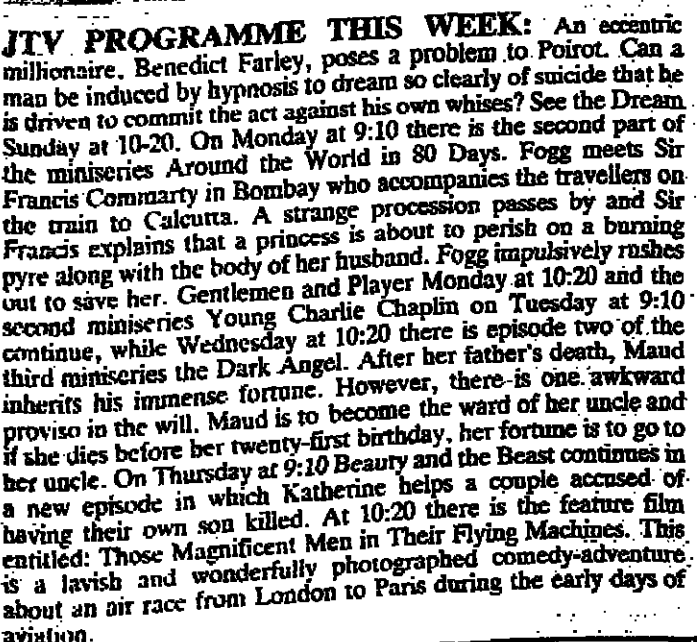 JTV PROGRAMME THIS WEEK: An eccentric
millionaire, Benedict Farley, poses a problem to Poirot. Can a
man be induced by hypnosis to dream so clearly of suicide that he
is driven to commit the act against his own whises? See the Dream
Sunday at 10-20. On Monday at 9:10 there is the second part of
the miniseries Around the World in 80 Days. Fogg meets Sir
Francis Commarty in Bombay who accompanies the travellers on
the train to Calcutta. A strange procession passes by and Sir
Francis explains that a princess is about to perish on a burning
pyre along with the body of her husband. Fogg impulsively rushes
out to save her. Gentlemen and Player Monday at 10:20 and the
second miniseries Young Charlie Chaplin on Tuesday at 9:10
continue, while Wednesday at 10:20 there is episode two of the
third miniseries the Dark Angel. After her father's death, Maud
inherits his immense fortune. However, there is one awkward
proviso in the will. Maud is to become the ward of her uncle and
if she dies before her twenty-first birthday, her fortune is to go to
her uncle. On Thursday at 9:10 Beauty and the Beast continues in
a new episode in which Katherine helps a couple accused of
having their own son killed. At 10:20 there is the feature film
entitled: Those Magnificent Men in Their Flying Machines. This
is a lavish and wonderfully photographed comedy-adventure
about an air race from London to Paris during the early days of
aviation.